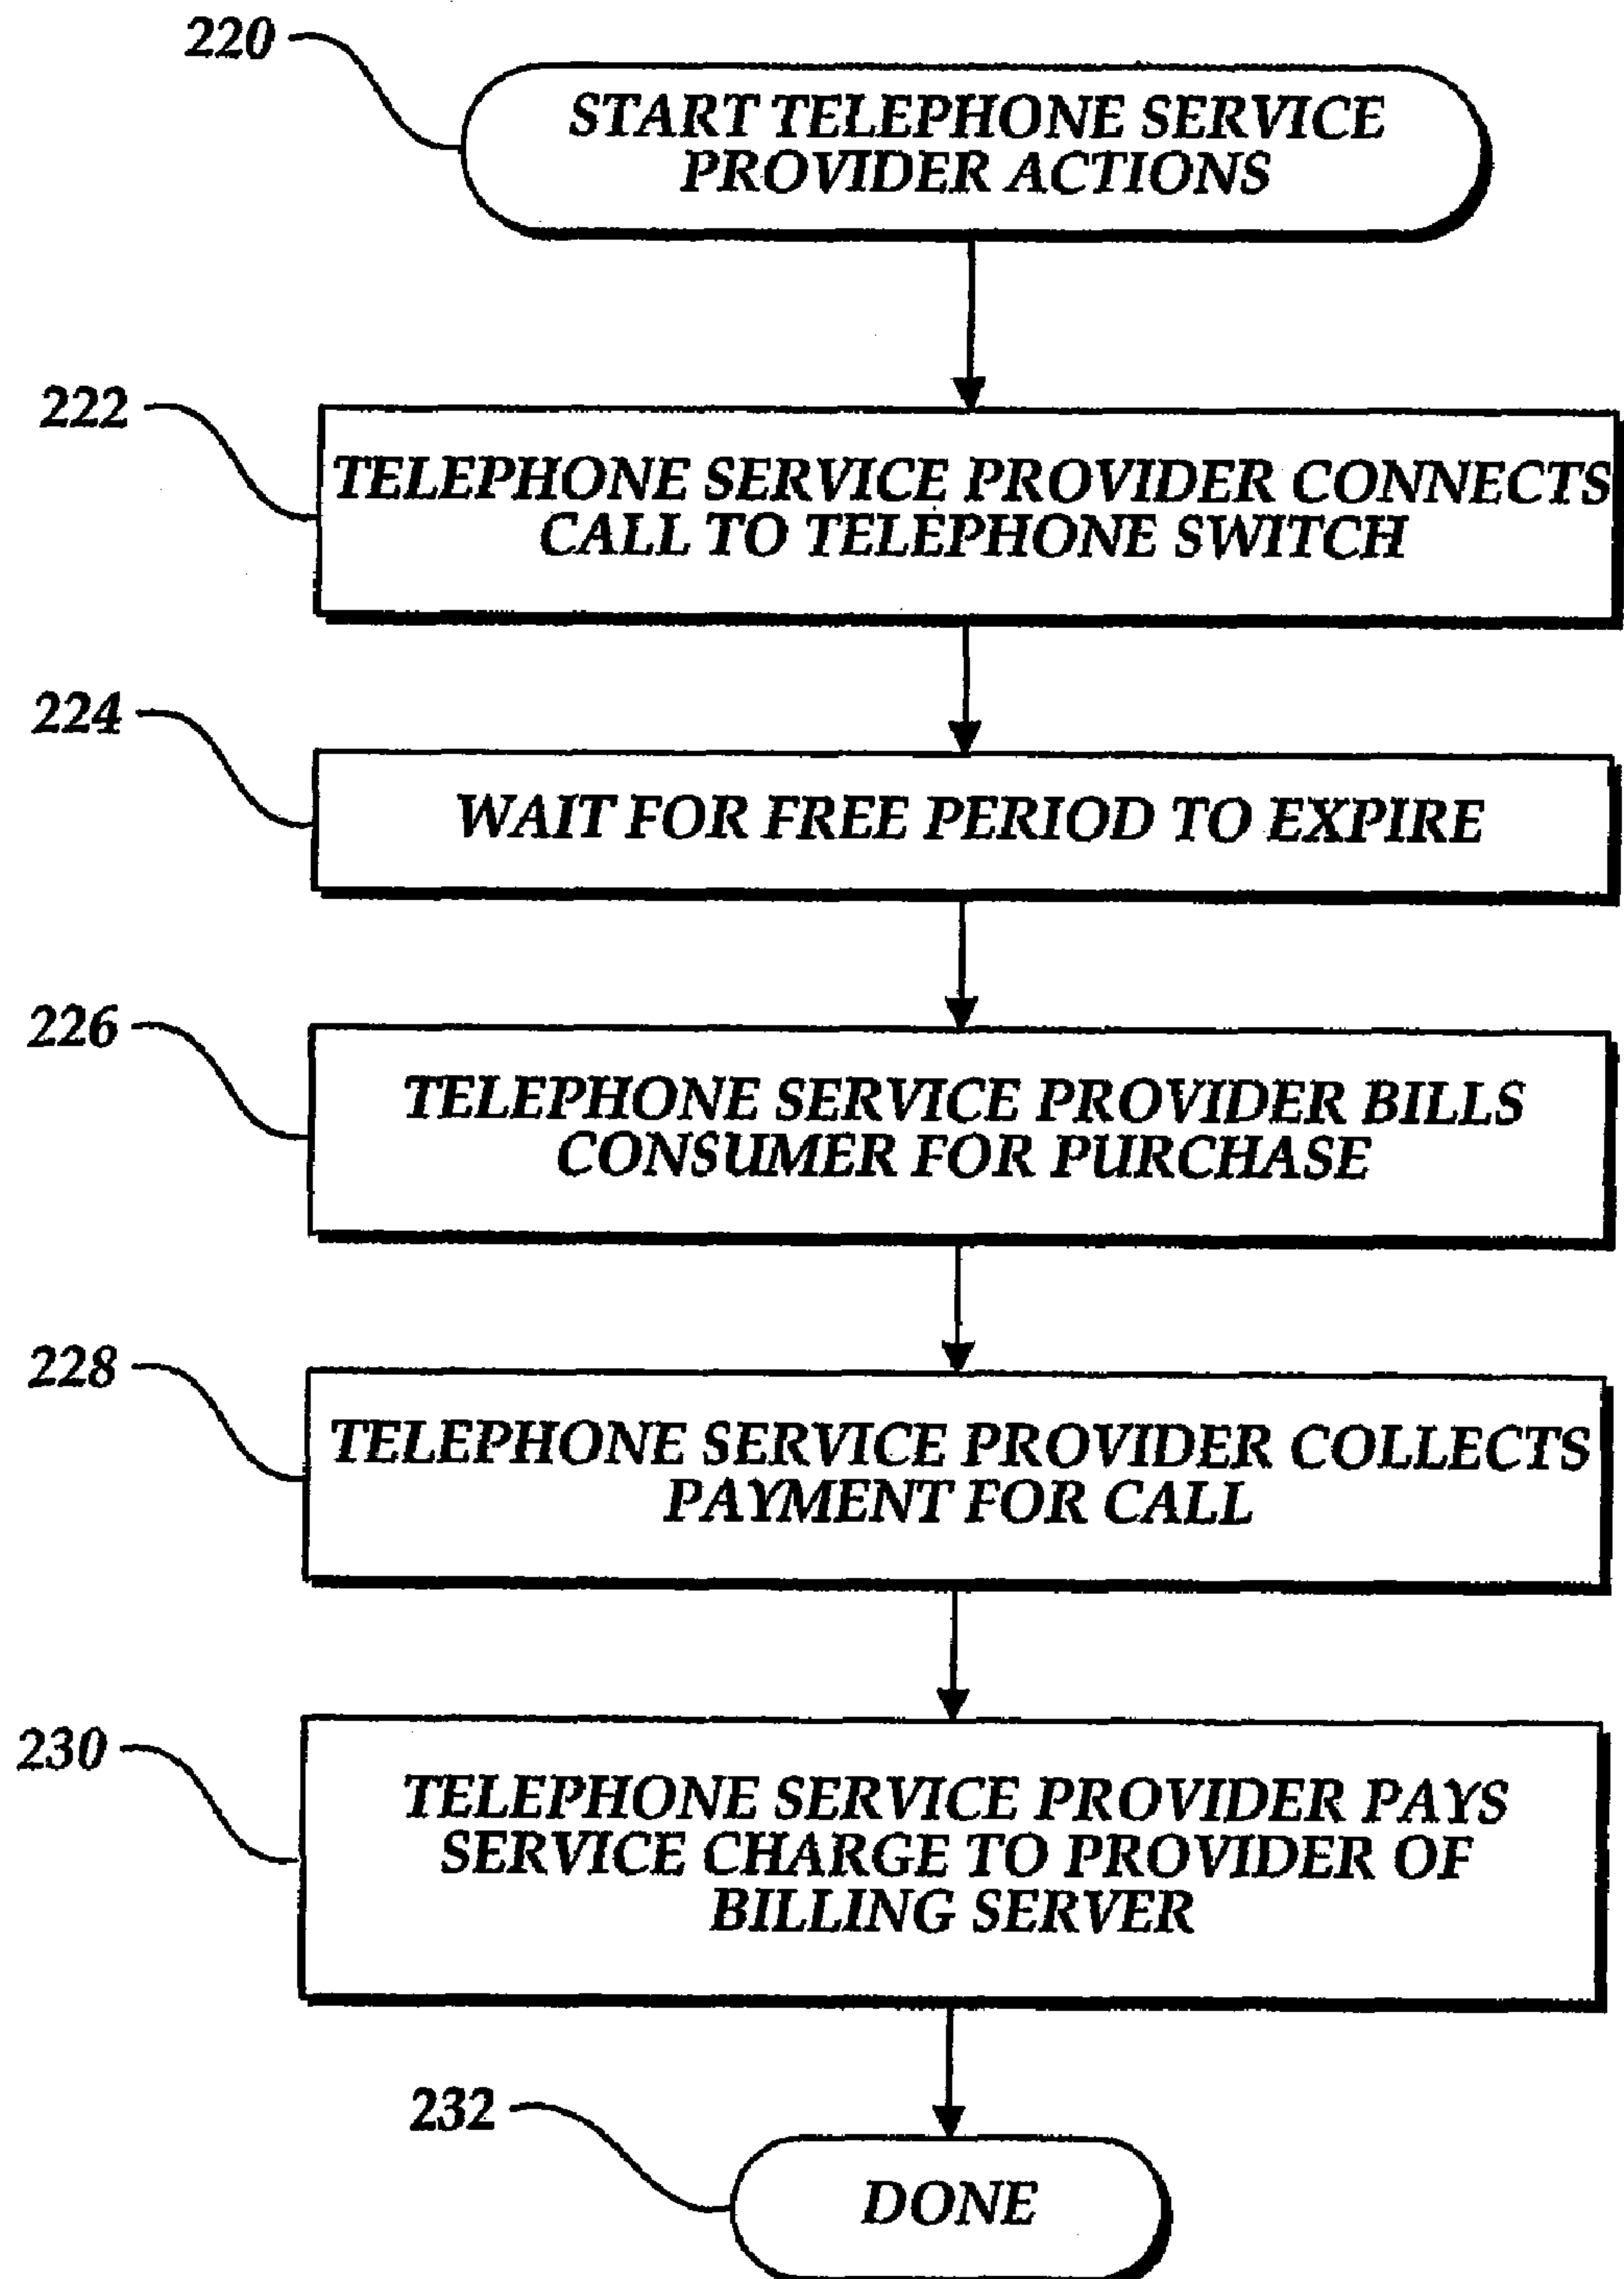 220
START TELEPHONE SERVICE
PROVIDER ACTIONS
222
TELEPHONE SERVICE PROVIDER CONNECTS
CALL TO TELEPHONE SWITCH
224
WAIT FOR FREE PERIOD TO EXPIRE
226
TELEPHONE SERVICE PROVIDER BILLS
CONSUMER FOR PURCHASE
228
TELEPHONE SERVICE PROVIDER COLLECTS
PAYMENT FOR CALL
230
TELEPHONE SERVICE PROVIDER PAYS
SERVICE CHARGE TO PROVIDER OF
BILLING SERVER
232
DONE